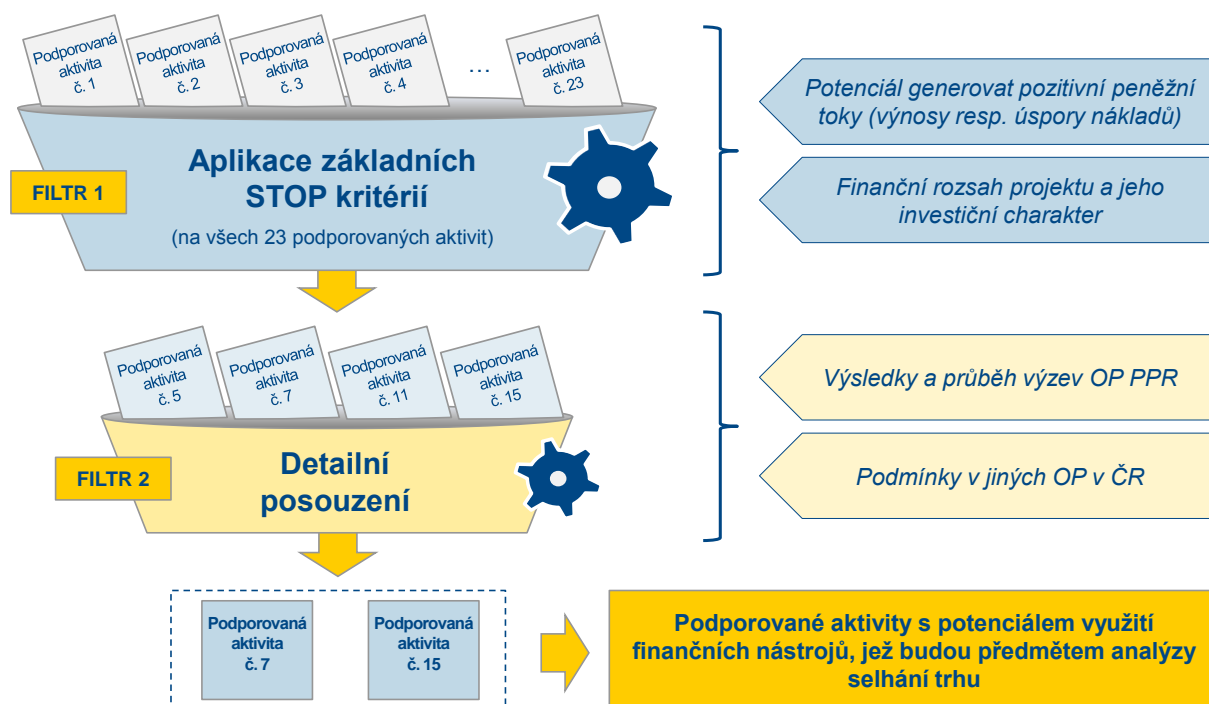 Podporovaná
aktivita
č. 1
Podporovaná
aktivita
č. 2
Podporovaná
aktivita
č. 3
Podporovaná
aktivita
č. 4
...
Podporovaná
aktivita
č. 23
FILTR 1
Aplikace základních
STOP kritérií
(na všech 23 podporovaných aktivit)
Potenciál generovat pozitivní peněžní
toky (výnosy resp. úspory nákladů)
Finanční rozsah projektu a jeho
investiční charakter
Podporovaná
aktivita
č. 5
Podporovaná
aktivita
č. 7
Podporovaná
aktivita
č. 11
Podporovaná
aktivita
č. 15
FILTR 2
Detailní
posouzení
Výsledky a průběh výzev OP PPR
Podmínky v jiných OP v ČR
Podporovaná
aktivita
č. 7
Podporovaná
aktivita
č. 15
Podporované aktivity s potenciálem využití
finančních nástrojů, jež budou předmětem analýzy
selhání trhu